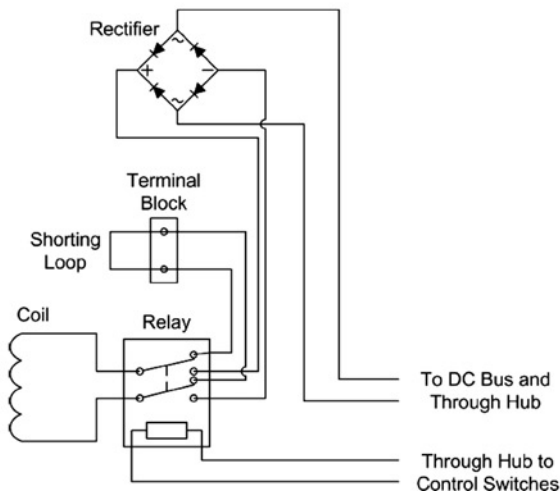 Rectifier
~
+
−
~
Terminal
Block
Shorting
Loop
Coil
Relay
To DC Bus and
Through Hub
Through Hub to
Control Switches